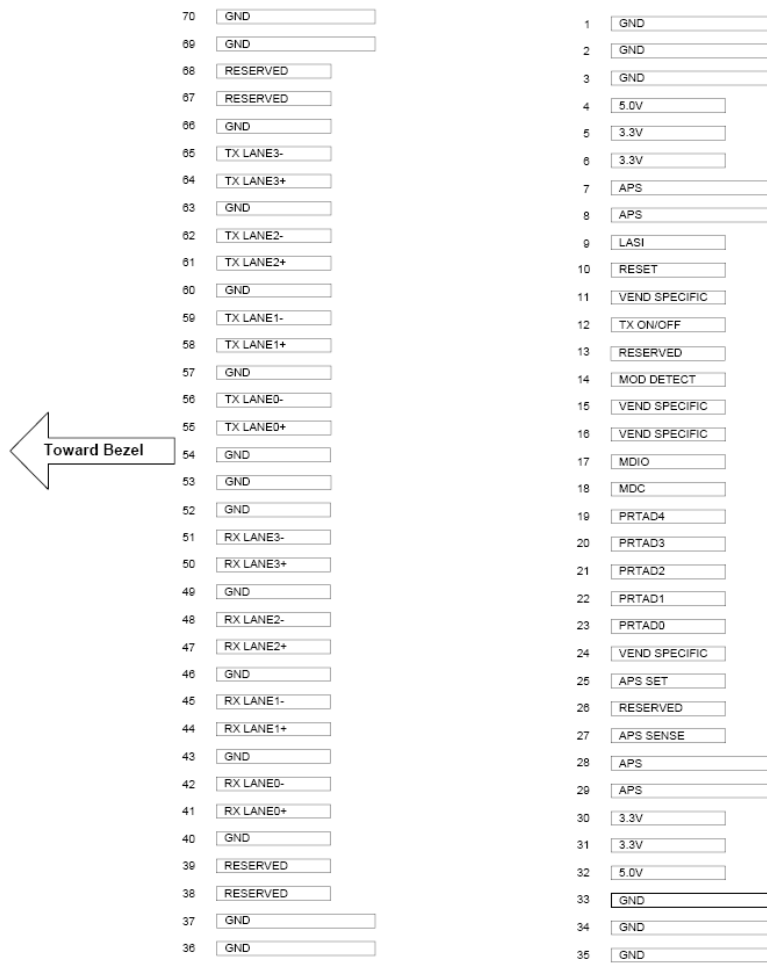 70 GND
69 GND
68 RESERVED
67 RESERVED
66 GND
65 TX LANE3-
64 TX LANE3+
63 GND
62 TX LANE2-
61 TX LANE2+
60 GND
59 TX LANE1-
58 TX LANE1+
57 GND
56 TX LANE0-
55 TX LANE0+
Toward Bezel
54 GND
53 GND
52 GND
51 RX LANE3-
50 RX LANE3+
49 GND
48 RX LANE2-
47 RX LANE2+
46 GND
45 RX LANE1-
44 RX LANE1+
43 GND
42 RX LANE0-
41 RX LANE0+
40 GND
39 RESERVED
38 RESERVED
37 GND
36 GND
1 GND
2 GND
3 GND
4 5.0V
5 3.3V
6 3.3V
7 APS
8 APS
9 LASI
10 RESET
11 VEND SPECIFIC
12 TX ON/OFF
13 RESERVED
14 MOD DETECT
15 VEND SPECIFIC
16 VEND SPECIFIC
17 MDIO
18 MDC
19 PRTAD4
20 PRTAD3
21 PRTAD2
22 PRTAD1
23 PRTAD0
24 VEND SPECIFIC
25 APS SET
26 RESERVED
27 APS SENSE
28 APS
29 APS
30 3.3V
31 3.3V
32 5.0V
33 GND
34 GND
35 GND